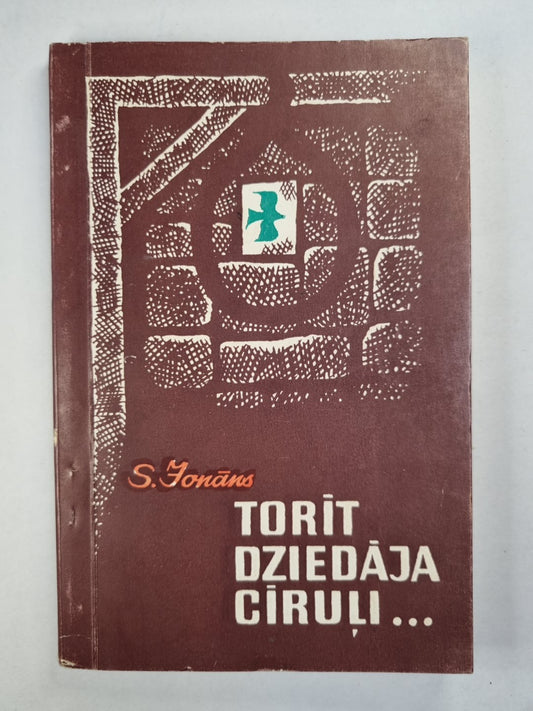 S. Jonāns
TORĪT
DZIEDĀJA
CĪRUĻI...